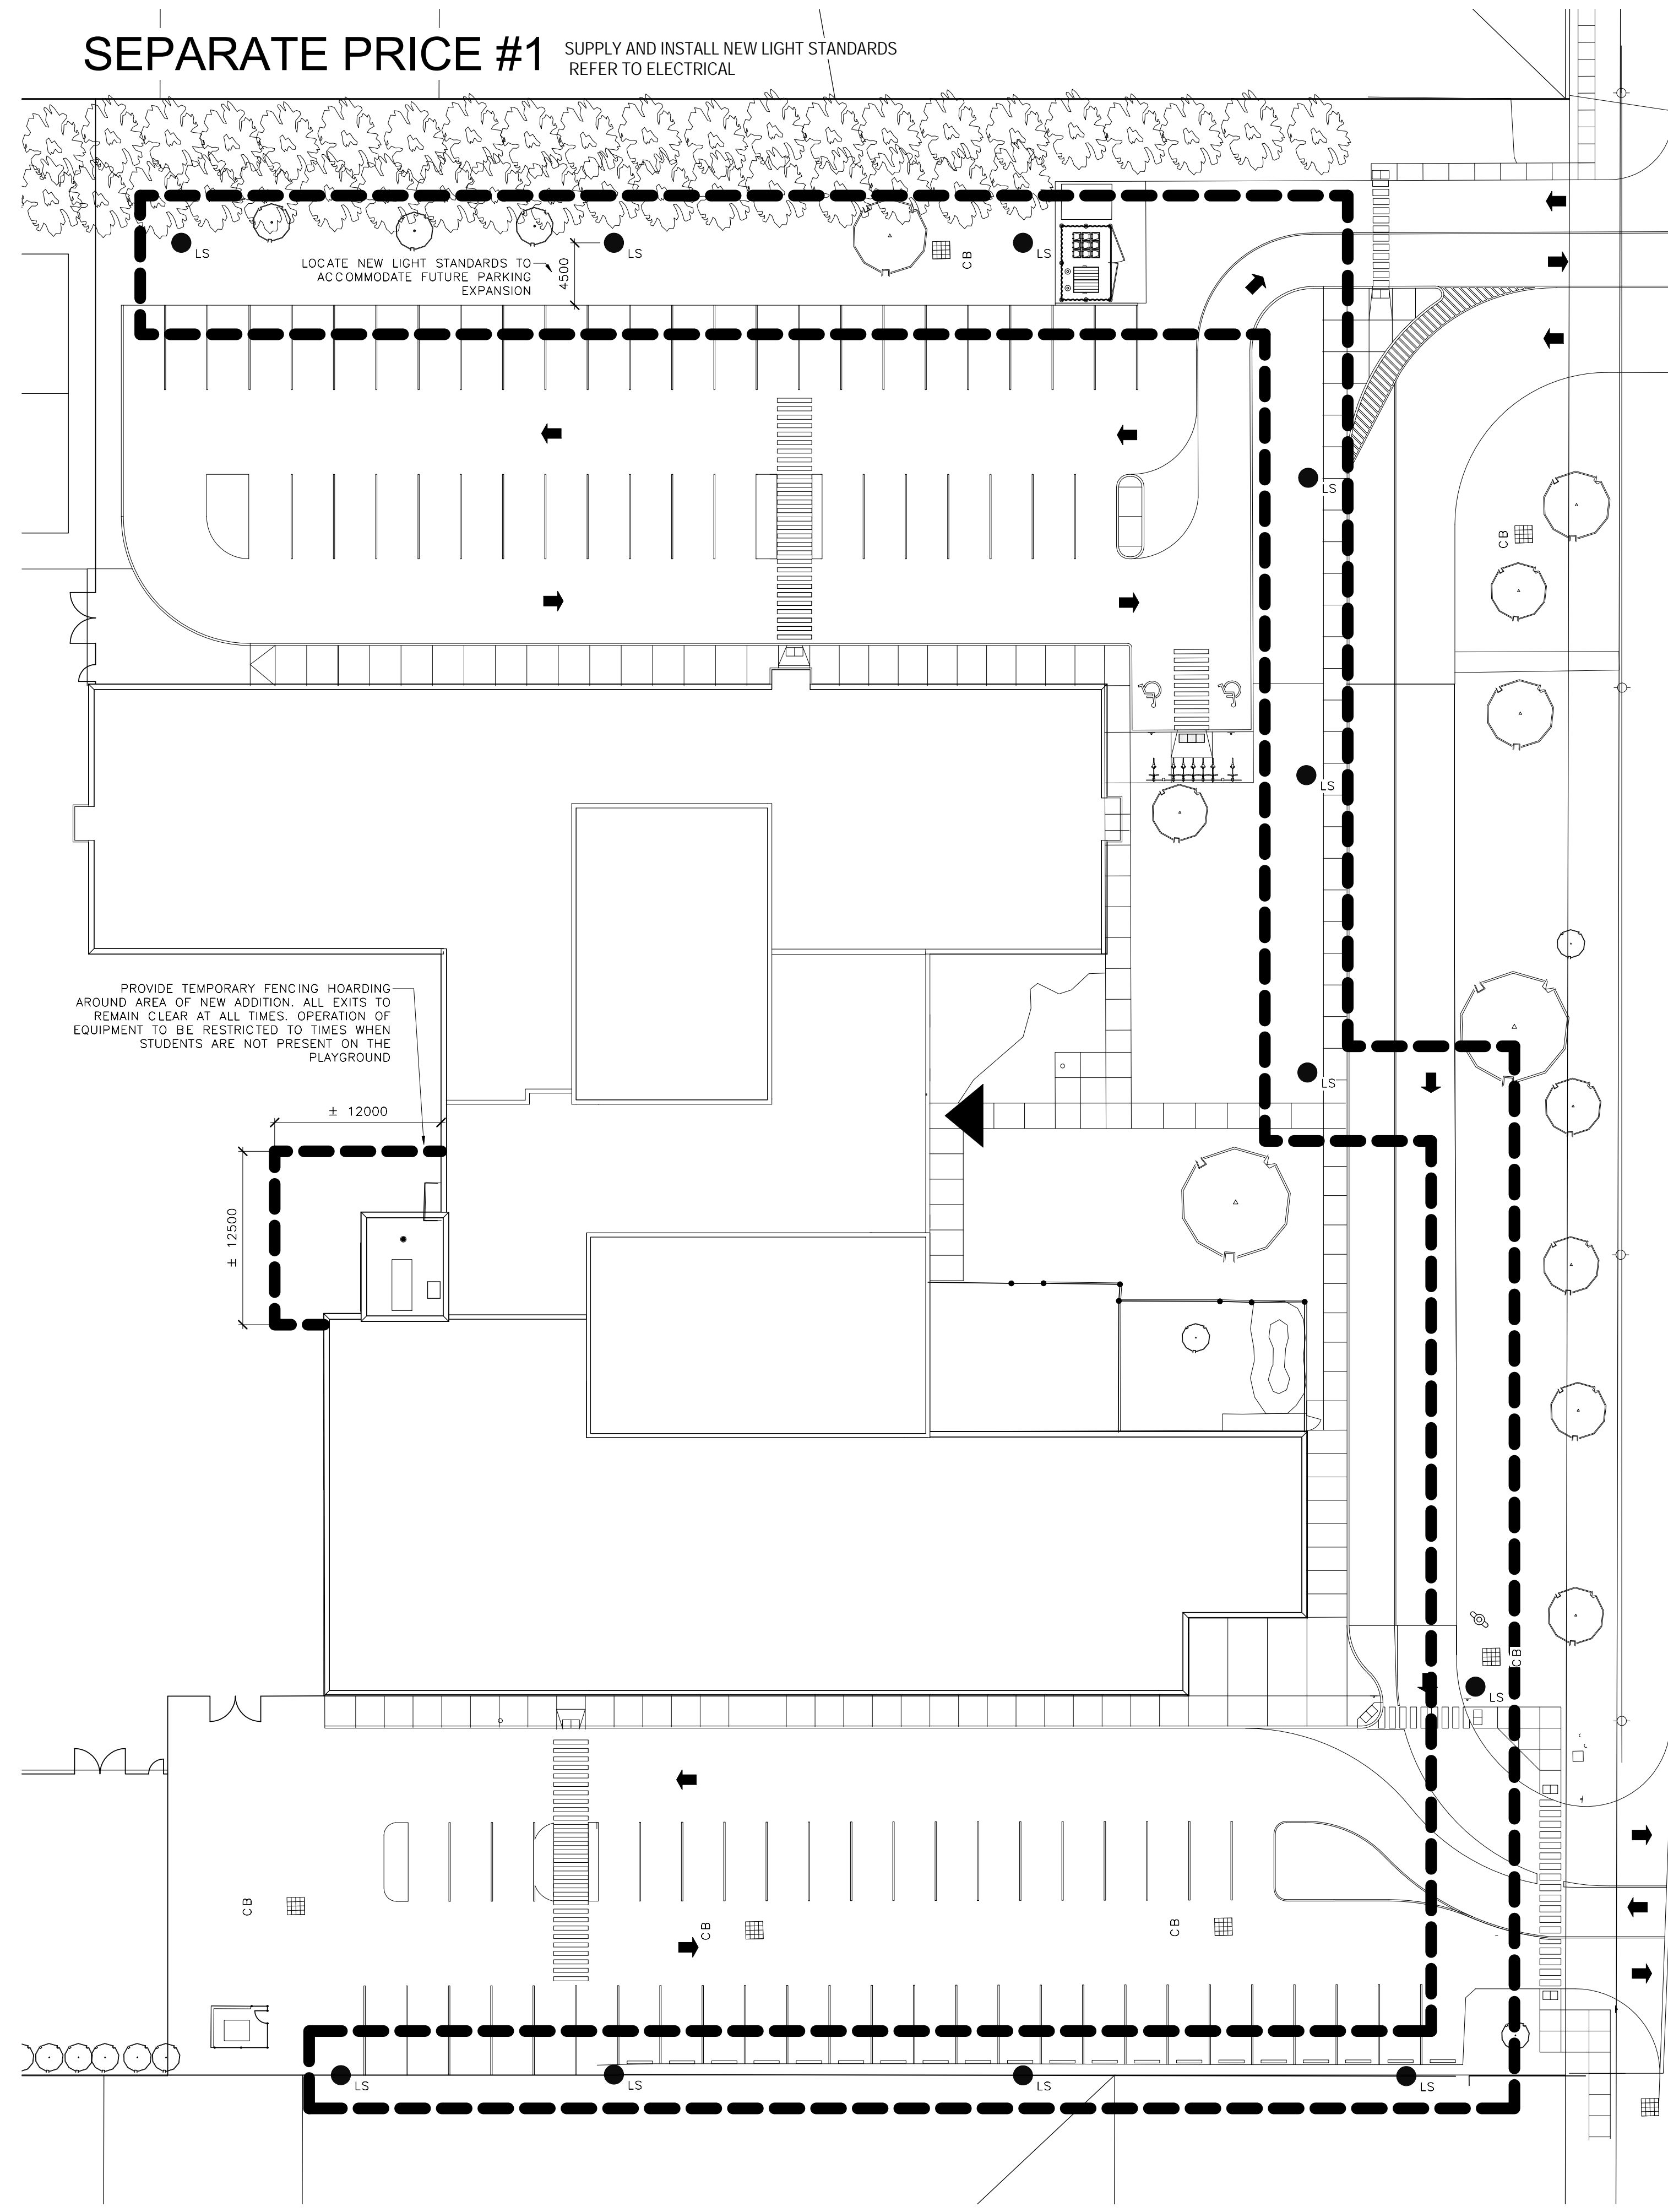 SEPARATE PRICE #1
SUPPLY AND INSTALL NEW LIGHT STANDARDS
REFER TO ELECTRICAL
LS
LS
LS
CB
LOCATE NEW LIGHT STANDARDS TO
ACCOMMODATE FUTURE PARKING
EXPANSION
4500
LS
CB
LS
PROVIDE TEMPORARY FENCING HOARDING
AROUND AREA OF NEW ADDITION. ALL EXITS TO
REMAIN CLEAR AT ALL TIMES. OPERATION OF
EQUIPMENT TO BE RESTRICTED TO TIMES WHEN
STUDENTS ARE NOT PRESENT ON THE
PLAYGROUND
LS
± 12000
± 12500
CB
LS
CB
CB
CB
LS
LS
LS
LS